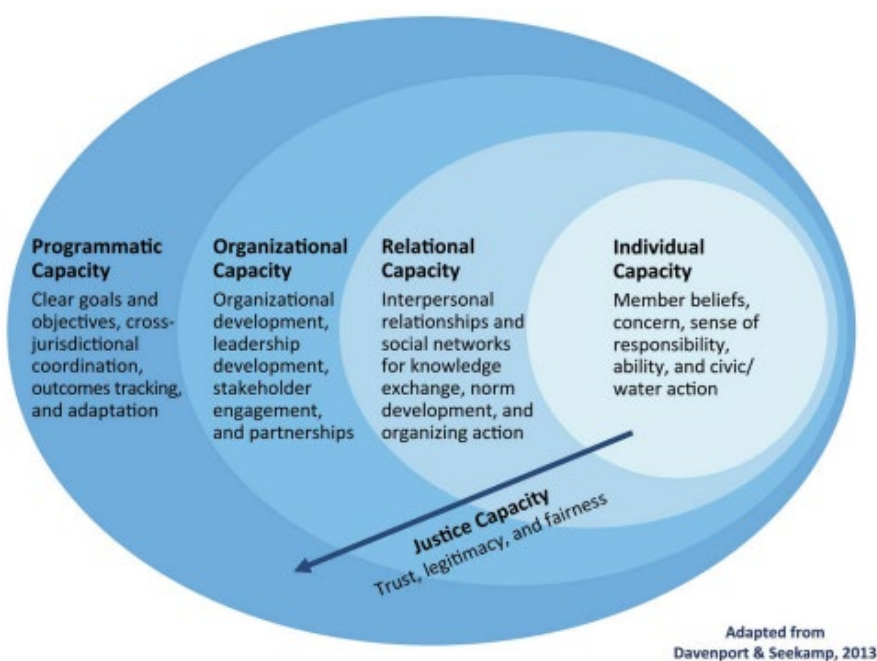 Programmatic
Capacity
Clear goals and
objectives, cross-
jurisdictional
coordination,
outcomes tracking,
and adaptation
Organizational
Capacity
Organizational
development,
leadership
development,
stakeholder
engagement,
and partnerships
Relational
Capacity
Interpersonal
relationships and
social networks
for knowledge
exchange, norm
development, and
organizing action
Individual
Capacity
Member beliefs,
concern, sense of
responsibility,
ability, and civic/
water action
Justice Capacity
Trust, legitimacy, and fairness
Adapted from
Davenport & Seekamp, 2013